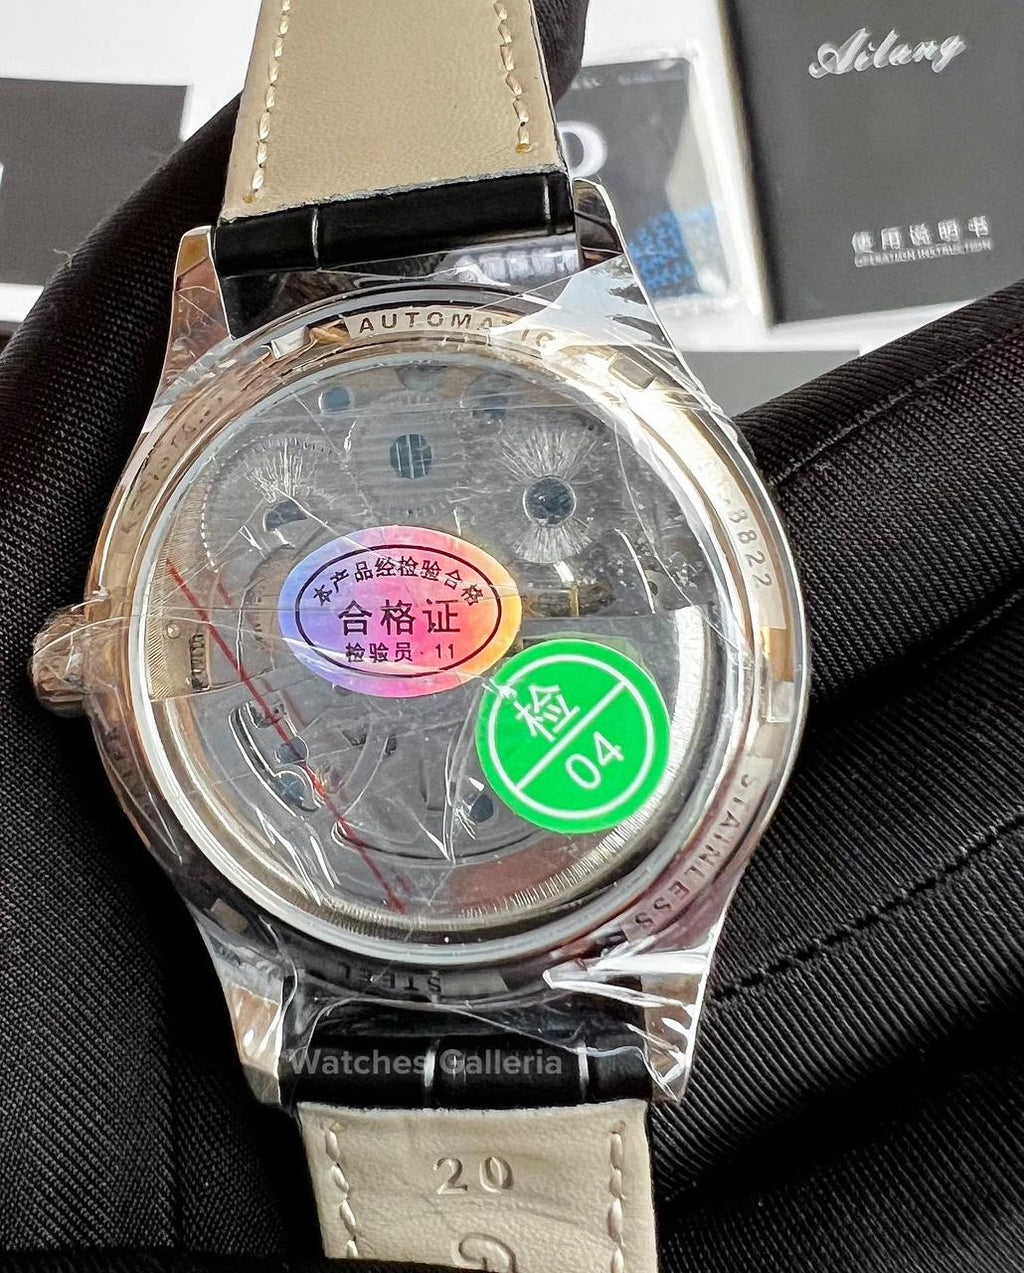 Ailang
使用说明书
OPERATION INSTRUCTION
AUTOMATIC
8822
本产品经检验合格
合格证
检验员·11
检
04
STAINLESS
STEEL
Watches Galleria
20
G